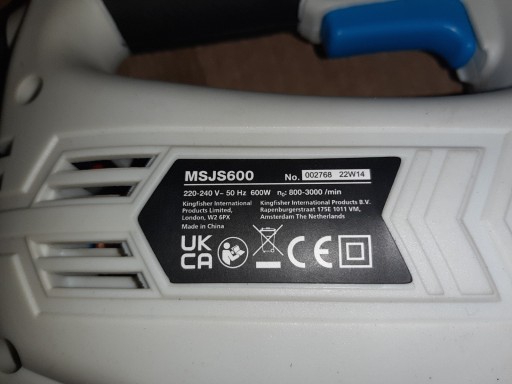 MSJS600 No. 002768 22W14
220-240 V~ 50 Hz 600W n₀: 800-3000 /min
Kingfisher International Kingfisher International Products B.V.
Products Limited, Rapenburgerstraat 175E 1011 VM,
London, W2 6PX Amsterdam The Netherlands
Made in China
UK
CA CE